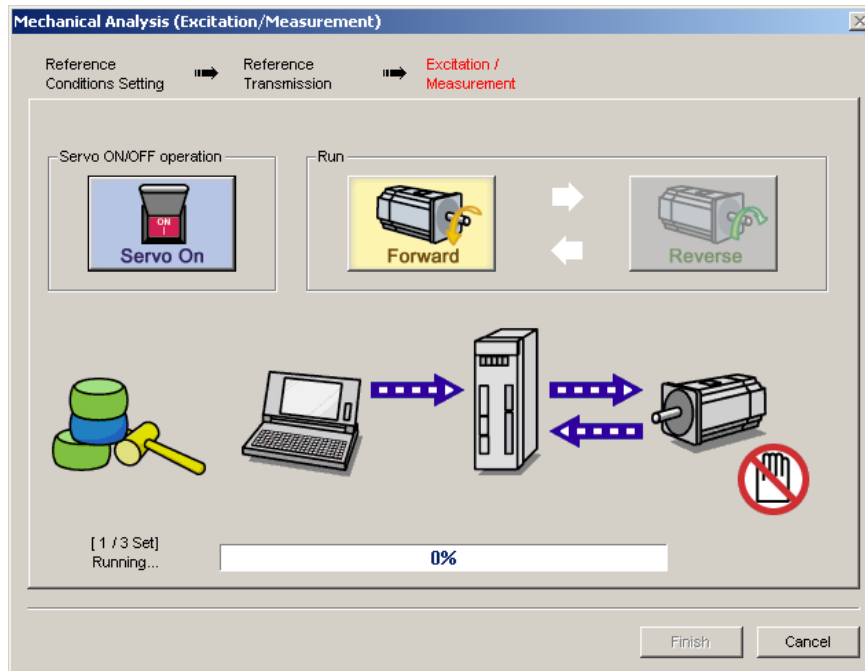 Mechanical Analysis (Excitation/Measurement)
Reference
Conditions Setting
Reference
Transmission
Excitation /
Measurement
Servo ON/OFF operation
Run
ON
I
Servo On
Forward
Reverse
[ 1 / 3 Set]
Running...
0%
Finish
Cancel